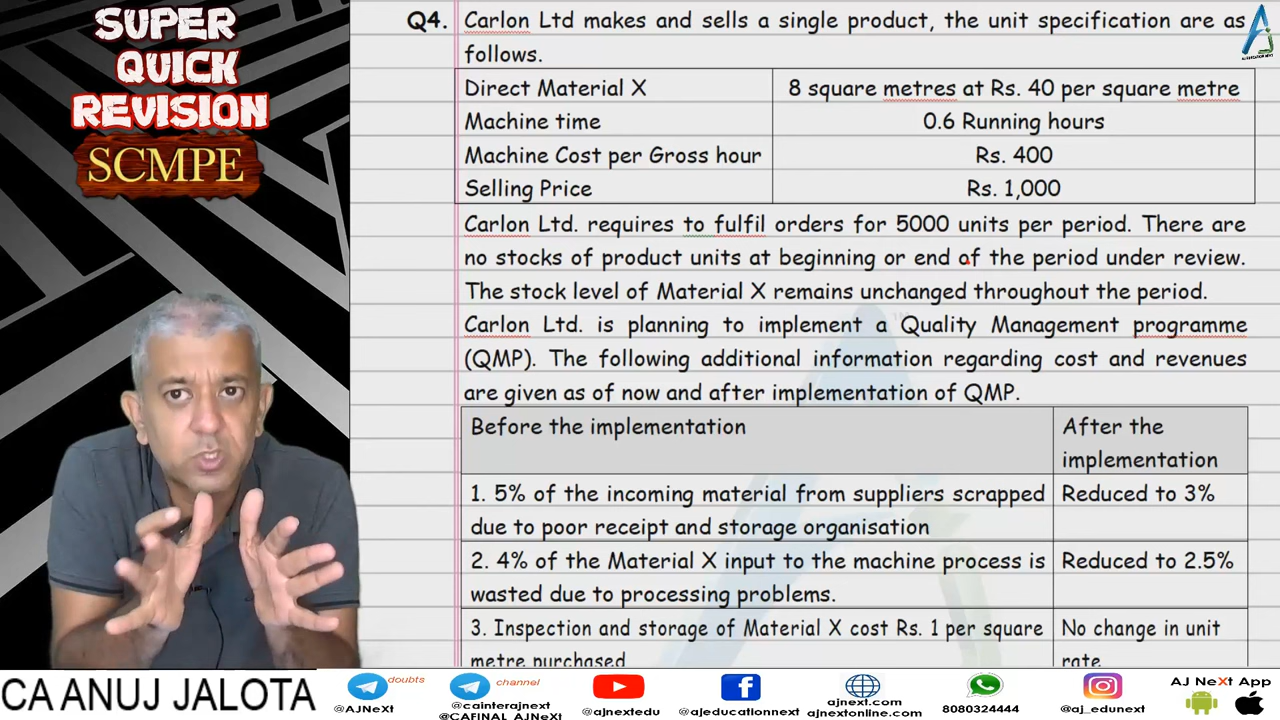 SUPER
QUICK
REVISION
SCMPE
Q4. Carlon Ltd makes and sells a single product, the unit specification are as
follows.
Direct Material X 8 square metres at Rs. 40 per square metre
Machine time 0.6 Running hours
Machine Cost per Gross hour Rs. 400
Selling Price Rs. 1,000
Carlon Ltd. requires to fulfil orders for 5000 units per period. There are
no stocks of product units at beginning or end of the period under review.
The stock level of Material X remains unchanged throughout the period.
Carlon Ltd. is planning to implement a Quality Management programme
(QMP). The following additional information regarding cost and revenues
are given as of now and after implementation of QMP.
Before the implementation After the
implementation
1. 5% of the incoming material from suppliers scrapped Reduced to 3%
due to poor receipt and storage organisation
2. 4% of the Material X input to the machine process is Reduced to 2.5%
wasted due to processing problems.
3. Inspection and storage of Material X cost Rs. 1 per square No change in unit
metre purchased rate
CA ANUJ JALOTA
doubts
@AJNeXt
channel
@cainterajnext
@CAFINAL_AJNeXt
@ajnextedu
@ajeducationnext
ajnext.com
ajnextonline.com
8080324444
@aj_edunext
AJ NeXt App